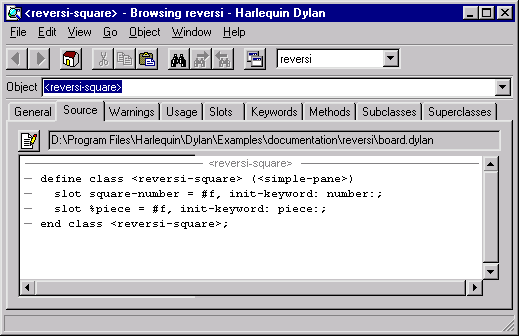 <reversi-square> - Browsing reversi - Harlequin Dylan
File Edit View Go Object Window Help
reversi
Object <reversi-square>
General Source Warnings Usage Slots Keywords Methods Subclasses Superclasses
D:\Program Files\Harlequin\Dylan\Examples\documentation\reversi\board.dylan
<reversi-square>
define class <reversi-square> (<simple-pane>)
slot square-number = #f, init-keyword: number:;
slot %piece = #f, init-keyword: piece:;
end class <reversi-square>;